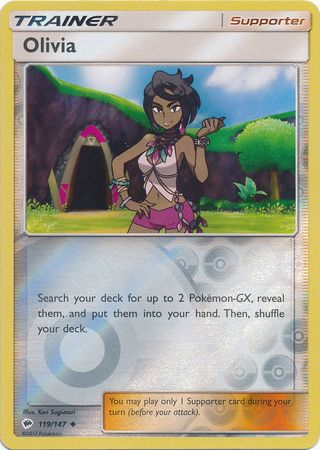 TRAINER
Supporter
Olivia
Search your deck for up to 2 Pokémon-GX, reveal
them, and put them into your hand. Then, shuffle
your deck.
Illus. Ken Sugimori
119/147 ◆
©2017 Pokémon
You may play only 1 Supporter card during your
turn (before your attack).